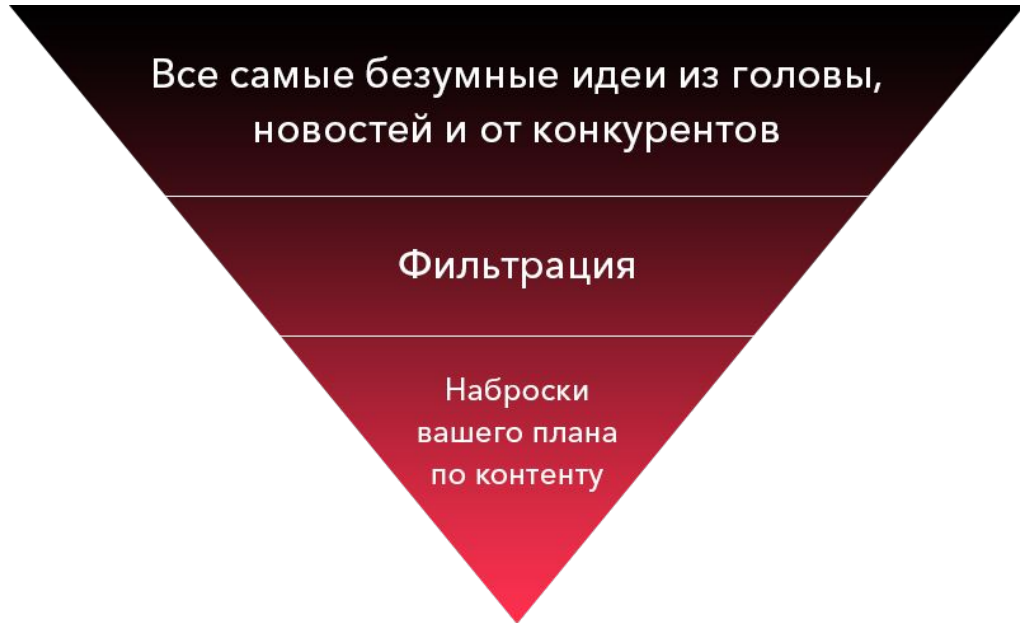 Все самые безумные идеи из головы,
новостей и от конкурентов
Фильтрация
Наброски
вашего плана
по контенту